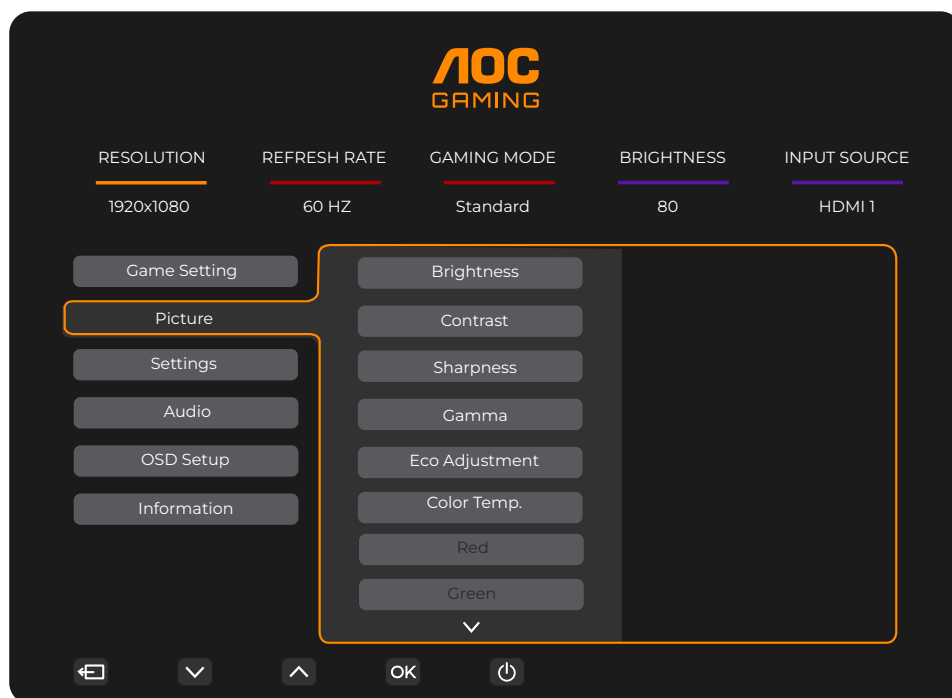 AOC
GAMING
RESOLUTION REFRESH RATE GAMING MODE BRIGHTNESS INPUT SOURCE
1920x1080 60 HZ Standard 80 HDMI 1
Game Setting
Picture
Settings
Audio
OSD Setup
Information
Brightness
Contrast
Sharpness
Gamma
Eco Adjustment
Color Temp.
Red
Green
OK